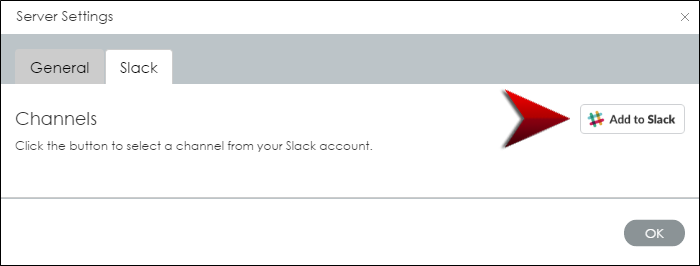 Server Settings
General
Slack
Channels
Add to Slack
Click the button to select a channel from your Slack account.
OK